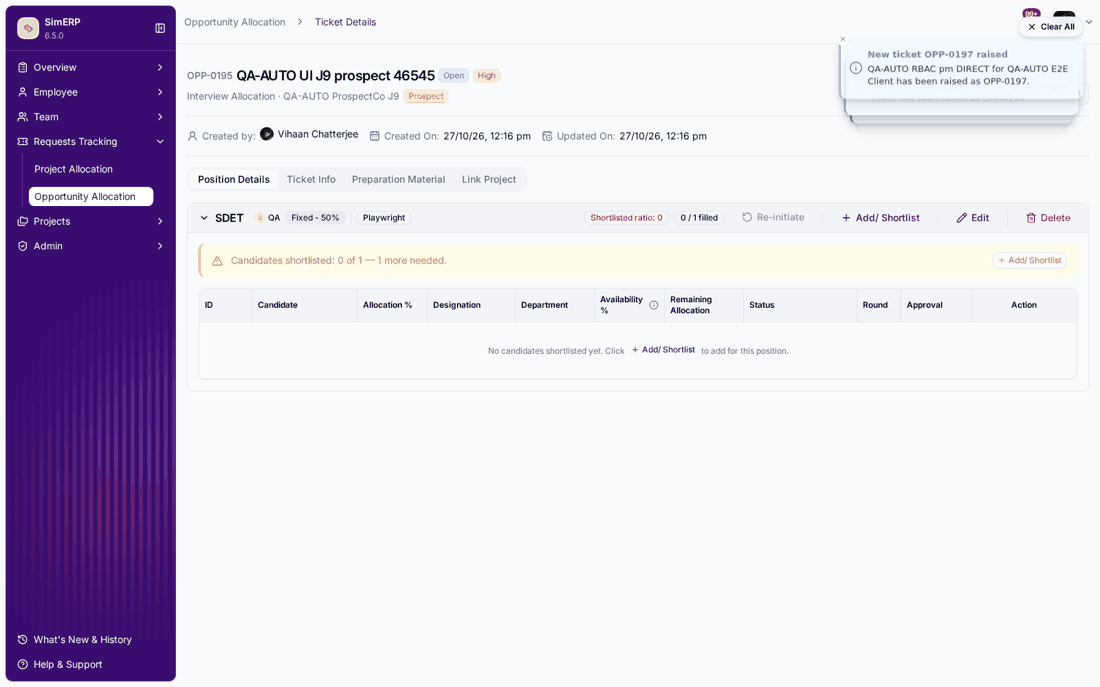 SimERP
6.5.0
Overview
Employee
Team
Requests Tracking
Project Allocation
Opportunity Allocation
Projects
Admin
What's New & History
Help & Support
Opportunity Allocation > Ticket Details
99+
Clear All
New ticket OPP-0197 raised
QA-AUTO RBAC pm DIRECT for QA-AUTO E2E
Client has been raised as OPP-0197.
OPP-0195 QA-AUTO UI J9 prospect 46545 Open High
Interview Allocation · QA-AUTO ProspectCo J9 Prospect
Created by: Vihaan Chatterjee Created On: 27/10/26, 12:16 pm Updated On: 27/10/26, 12:16 pm
Position Details Ticket Info Preparation Material Link Project
SDET Q QA Fixed - 50% Playwright Shortlisted ratio: 0 0 / 1 filled Re-initiate + Add/ Shortlist Edit Delete
Candidates shortlisted: 0 of 1 — 1 more needed. + Add/ Shortlist
ID Candidate Allocation % Designation Department Availability % Remaining Allocation Status Round Approval Action
No candidates shortlisted yet. Click + Add/ Shortlist to add for this position.